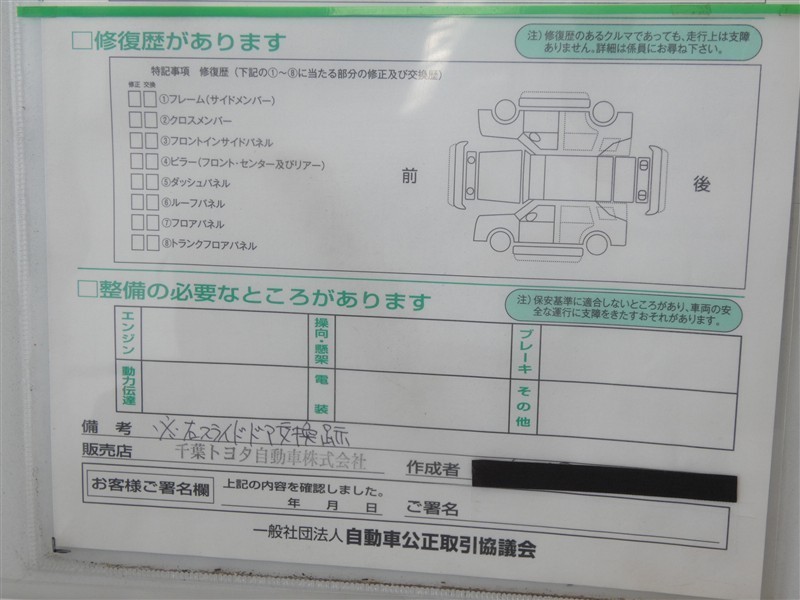 □修復歴があります
注）修復歴のあるクルマであっても、走行上は支障
ありません。詳細は係員にお尋ね下さい。
特記事項 修復歴（下記の①〜⑧に当たる部分の修正及び交換歴）
修正 交換
①フレーム（サイドメンバー）
②クロスメンバー
③フロントインサイドパネル
④ピラー（フロント・センター及びリアー）
⑤ダッシュパネル
⑥ルーフパネル
⑦フロアパネル
⑧トランクフロアパネル
前
後
□整備の必要なところがあります
注）保安基準に適合しないところがあり、車両の安
全な運行に支障をきたすおそれがあります。
エンジン
操向・懸架
ブレーキ
動力伝達
電装
その他
備考 ※右スライドドア交換跡
販売店 千葉トヨタ自動車株式会社
作成者
お客様ご署名欄
上記の内容を確認しました。
年 月 日
ご署名
一般社団法人 自動車公正取引協議会